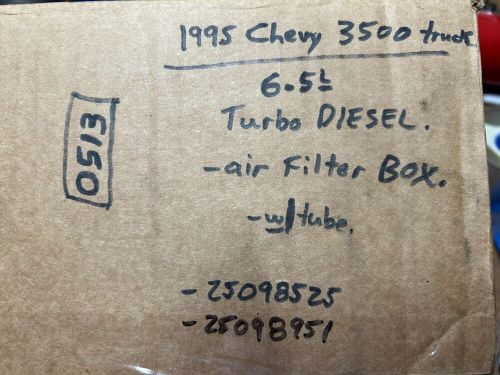 1995 Chevy 3500 truck
6.5L
Turbo DIESEL.
-air Filter BOX.
-w/tube.
-25098525
-25098951
0513